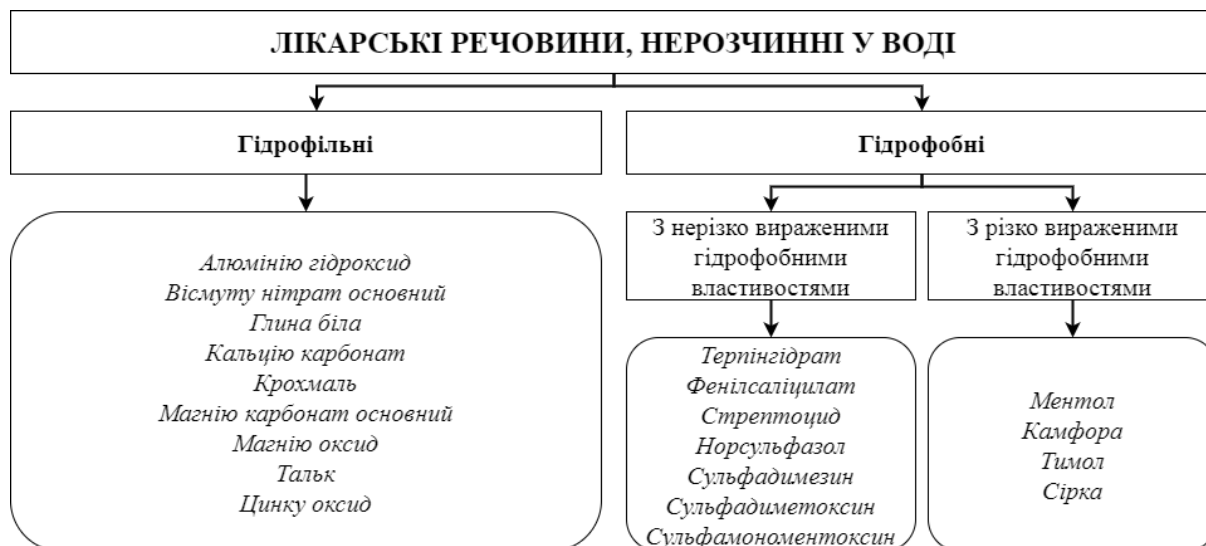 ЛІКАРСЬКІ РЕЧОВИНИ, НЕРОЗЧИННІ У ВОДІ
Гідрофільні
Гідрофобні
Алюмінію гідроксид
Вісмуту нітрат основний
Глина біла
Кальцію карбонат
Крохмаль
Магнію карбонат основний
Магнію оксид
Тальк
Цинку оксид
З нерізко вираженими
гідрофобними
властивостями
Терпінгідрат
Фенілсаліцилат
Стрептоцид
Норсульфазол
Сульфадимезин
Сульфадиметоксин
Сульфамономентоксин
З різко вираженими
гідрофобними
властивостями
Ментол
Камфора
Тимол
Сірка